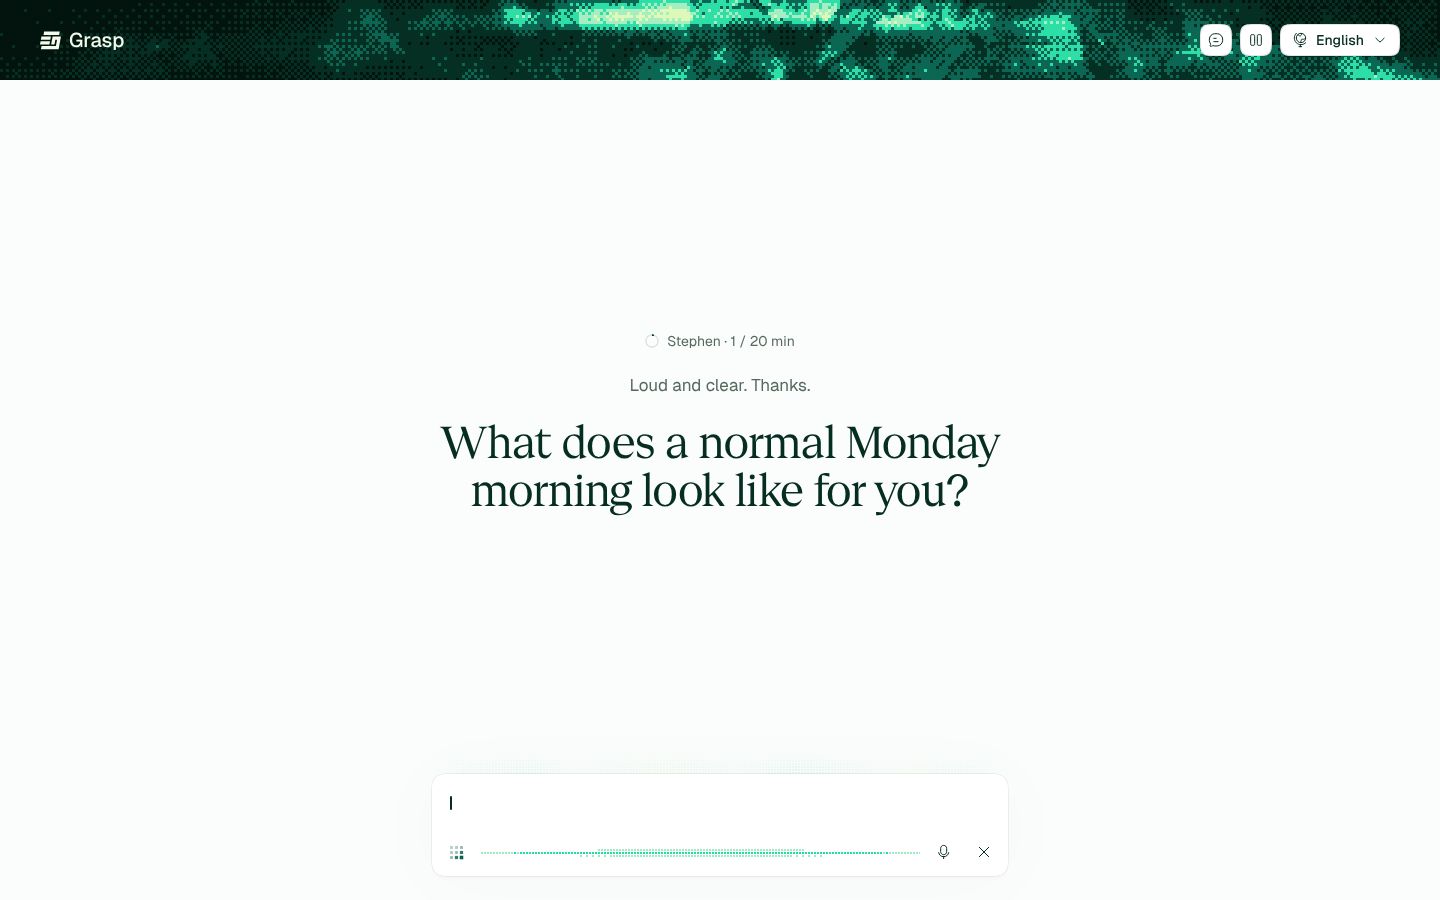 Grasp
English
Stephen · 1 / 20 min
Loud and clear. Thanks.
What does a normal Monday
morning look like for you?